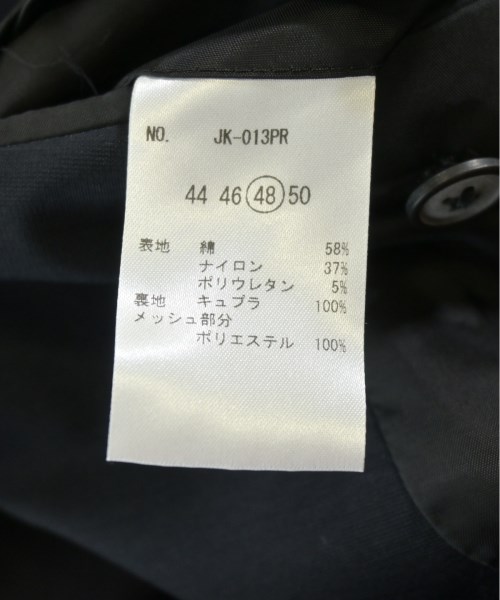 NO. JK-013PR
44 46 48 50
表地 綿 58%
ナイロン 37%
ポリウレタン 5%
裏地 キュプラ 100%
メッシュ部分
ポリエステル 100%